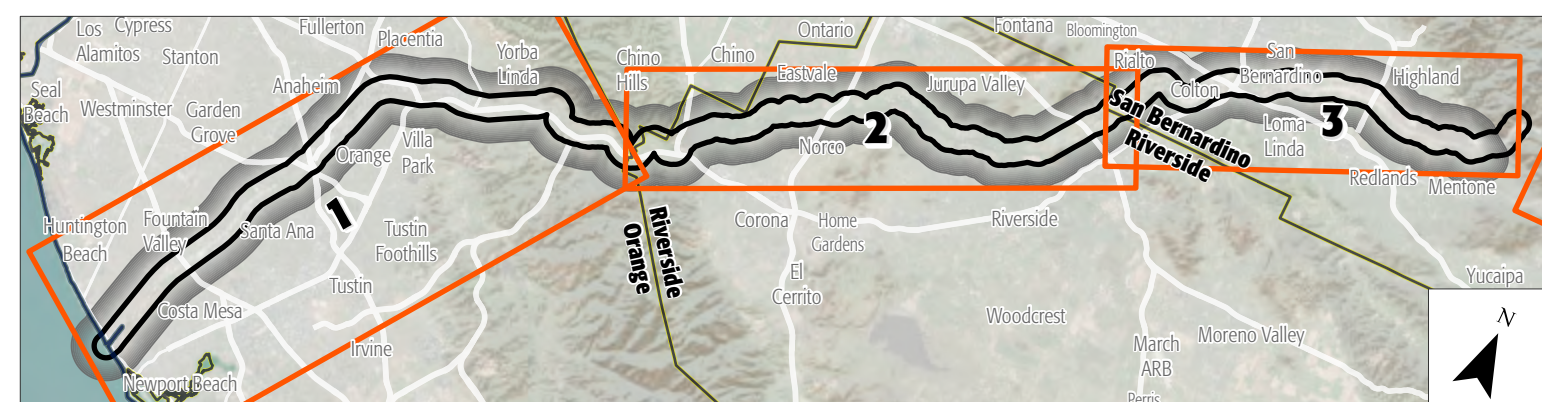 Los
Alamitos
Cypress
Stanton
Fullerton
Placentia
Yorba
Linda
Chino
Hills
Chino
Ontario
Eastvale
Fontana
Bloomington
Rialto
San
Bernardino
Highland
Colton
Jurupa Valley
Seal
Beach
Westminster
Garden
Grove
Anaheim
Orange
Villa
Park
Norco
2
3
Loma
Linda
San Bernardino
Riverside
Redlands
Mentone
Huntington
Beach
Fountain
Valley
Santa Ana
1
Tustin
Foothills
Tustin
Riverside
Orange
Corona
Home
Gardens
Riverside
El
Cerrito
Yucaipa
Costa Mesa
Irvine
Newport Beach
Woodcrest
March
ARB
Moreno Valley
Perris
N